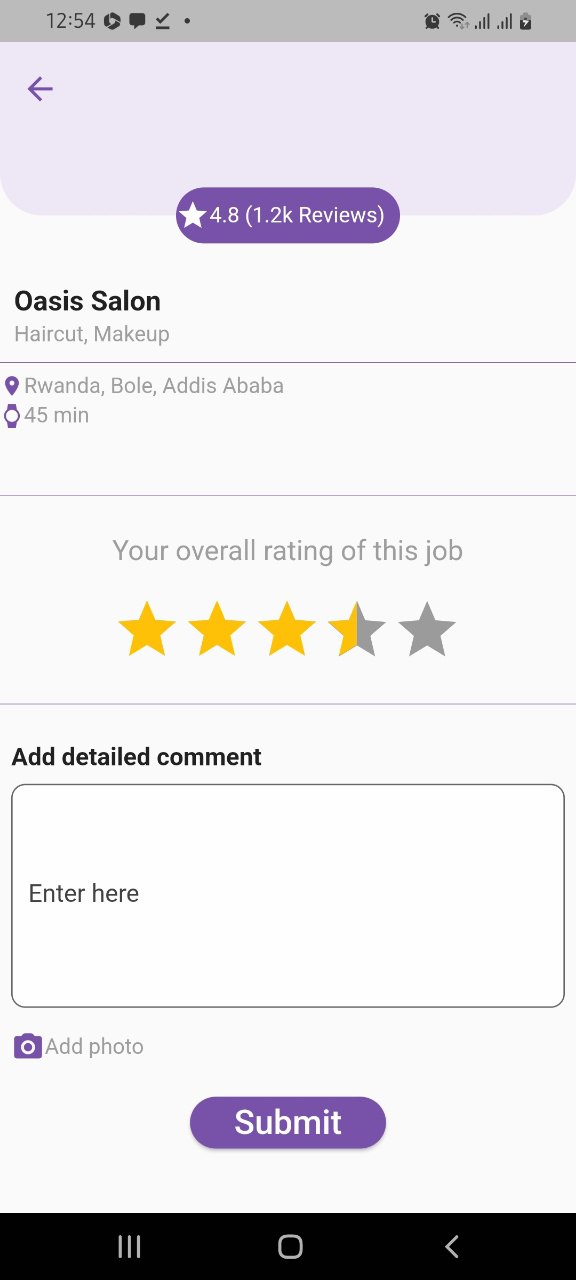 12:54
4.8 (1.2k Reviews)
Oasis Salon
Haircut, Makeup
Rwanda, Bole, Addis Ababa
45 min
Your overall rating of this job
Add detailed comment
Enter here
Add photo
Submit